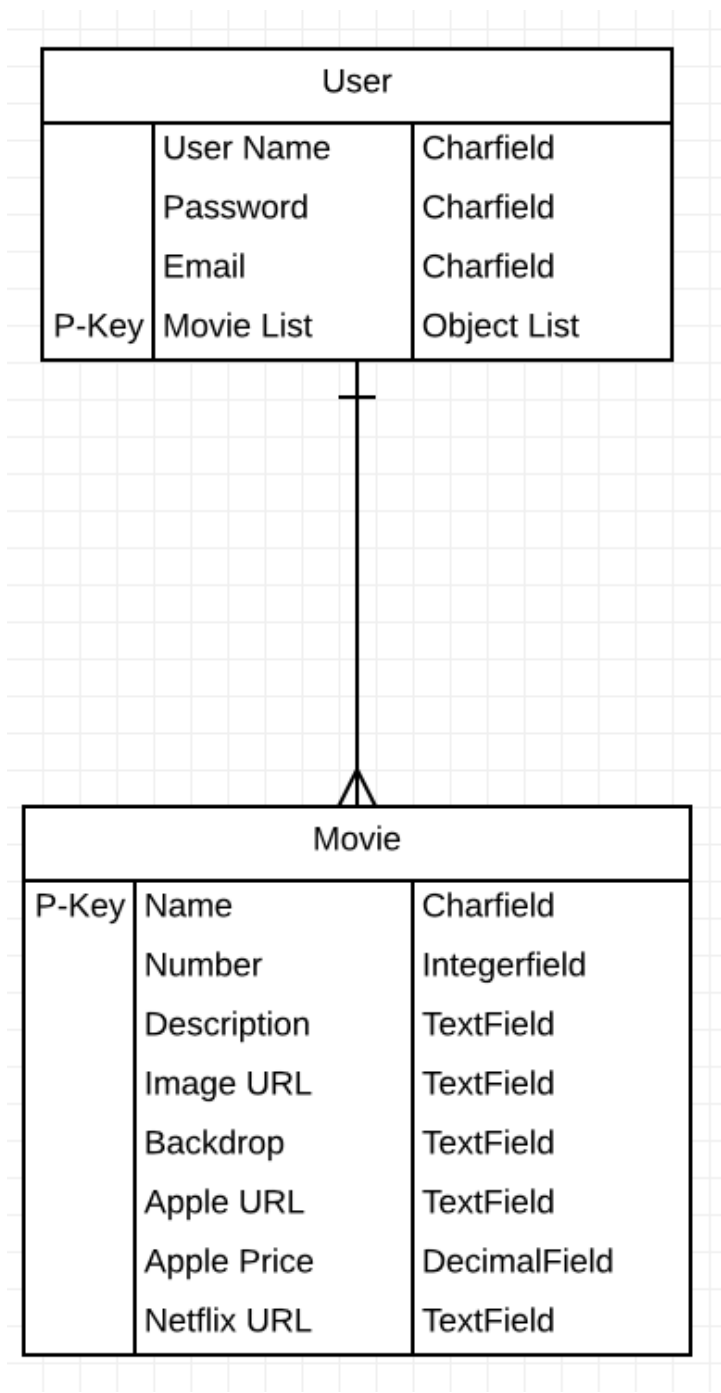 User
User Name Charfield
Password Charfield
Email Charfield
P-Key Movie List Object List
Movie
P-Key Name Charfield
Number Integerfield
Description TextField
Image URL TextField
Backdrop TextField
Apple URL TextField
Apple Price DecimalField
Netflix URL TextField